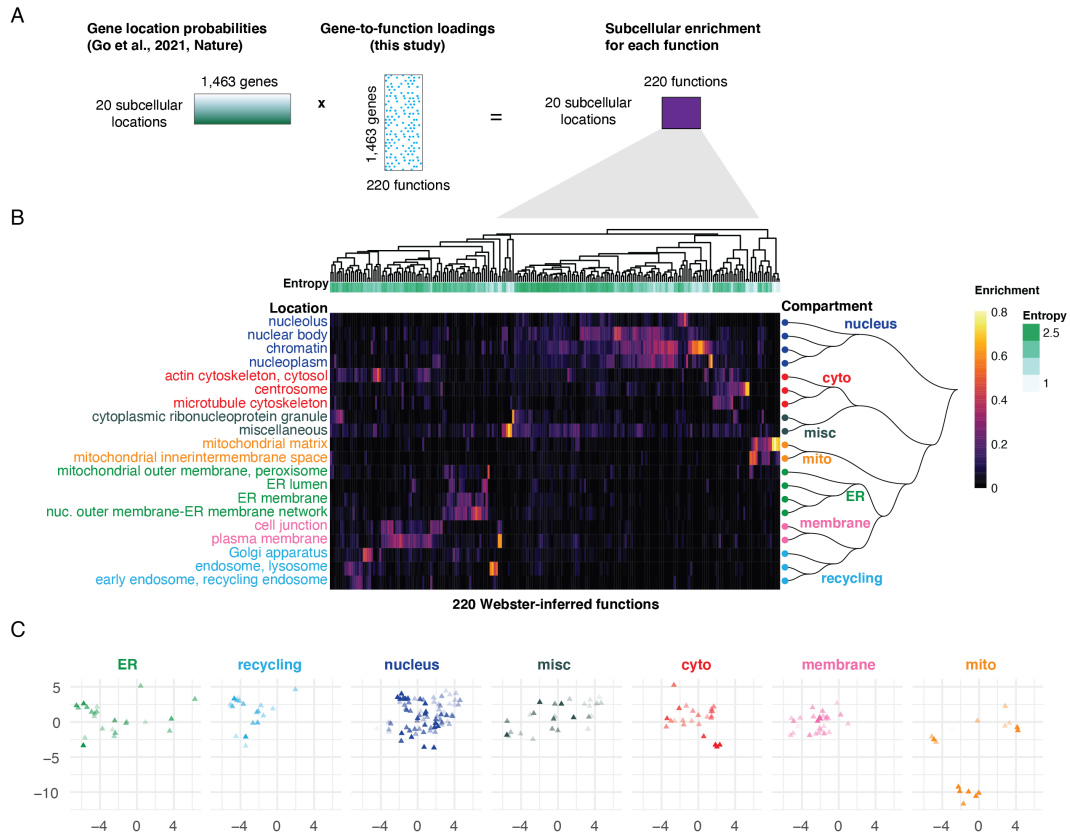 A
Gene location probabilities
(Go et al., 2021, Nature)
1,463 genes
20 subcellular
locations
x
Gene-to-function loadings
(this study)
1,463 genes
220 functions
=
Subcellular enrichment
for each function
220 functions
20 subcellular
locations
B
Entropy
Location
nucleolus
nuclear body
chromatin
nucleoplasm
actin cytoskeleton, cytosol
centrosome
microtubule cytoskeleton
cytoplasmic ribonucleoprotein granule
miscellaneous
mitochondrial matrix
mitochondrial innerintermembrane space
mitochondrial outer membrane, peroxisome
ER lumen
ER membrane
nuc. outer membrane-ER membrane network
cell junction
plasma membrane
Golgi apparatus
endosome, lysosome
early endosome, recycling endosome
220 Webster-inferred functions
Compartment
nucleus
cyto
misc
mito
ER
membrane
recycling
Enrichment
0.8
0.6
0.4
0.2
0
Entropy
2.5
1
C
ER
recycling
nucleus
misc
cyto
membrane
mito
5
0
−5
−10
−4 0 4
−4 0 4
−4 0 4
−4 0 4
−4 0 4
−4 0 4
−4 0 4